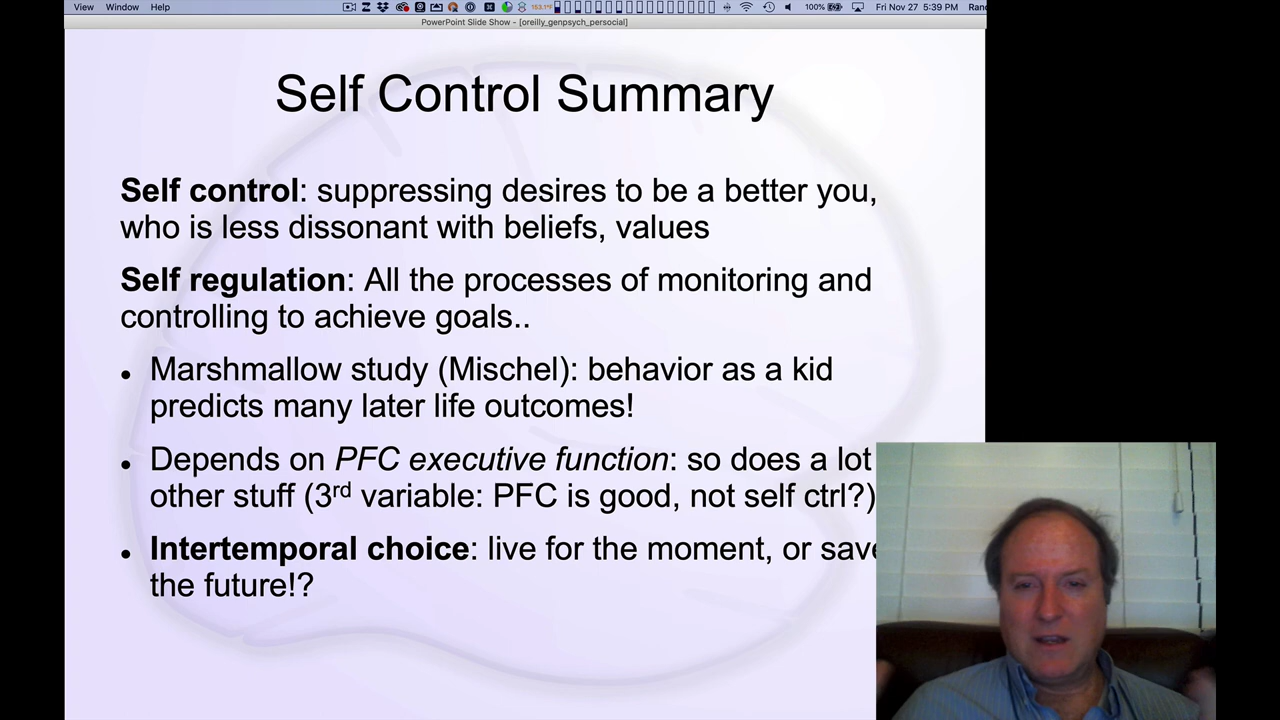 View Window Help 153.1°F 100% Fri Nov 27 5:39 PM Rand
PowerPoint Slide Show - [oreilly_genpsych_persocial]
Self Control Summary
Self control: suppressing desires to be a better you,
who is less dissonant with beliefs, values
Self regulation: All the processes of monitoring and
controlling to achieve goals..
• Marshmallow study (Mischel): behavior as a kid
predicts many later life outcomes!
• Depends on PFC executive function: so does a lot
other stuff (3rd variable: PFC is good, not self ctrl?)
• Intertemporal choice: live for the moment, or save
the future!?